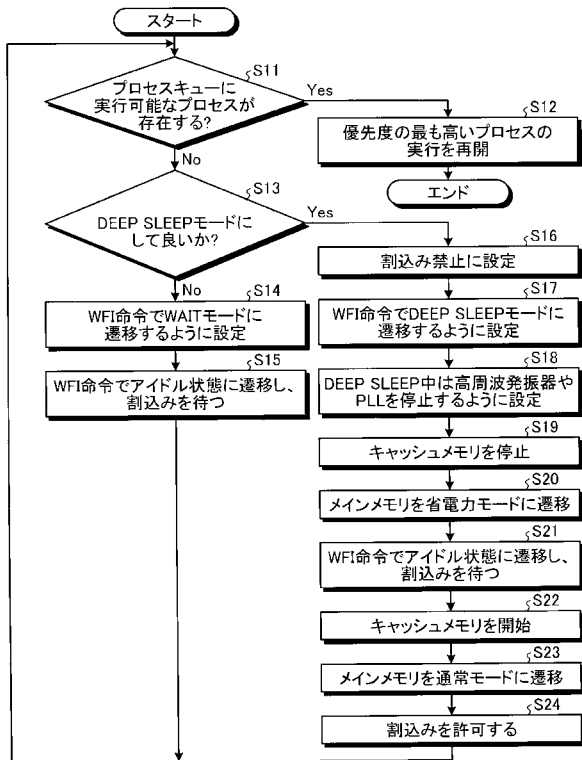 スタート
S11
プロセスキューに
実行可能なプロセスが
存在する?
Yes
No
S12
優先度の最も高いプロセスの
実行を再開
エンド
S13
DEEP SLEEPモードに
して良いか?
Yes
No
S14
WFI命令でWAITモードに
遷移するように設定
S15
WFI命令でアイドル状態に遷移し、
割込みを待つ
S16
割込み禁止に設定
S17
WFI命令でDEEP SLEEPモードに
遷移するように設定
S18
DEEP SLEEP中は高周波発振器や
PLLを停止するように設定
S19
キャッシュメモリを停止
S20
メインメモリを省電力モードに遷移
S21
WFI命令でアイドル状態に遷移し、
割込みを待つ
S22
キャッシュメモリを開始
S23
メインメモリを通常モードに遷移
S24
割込みを許可する